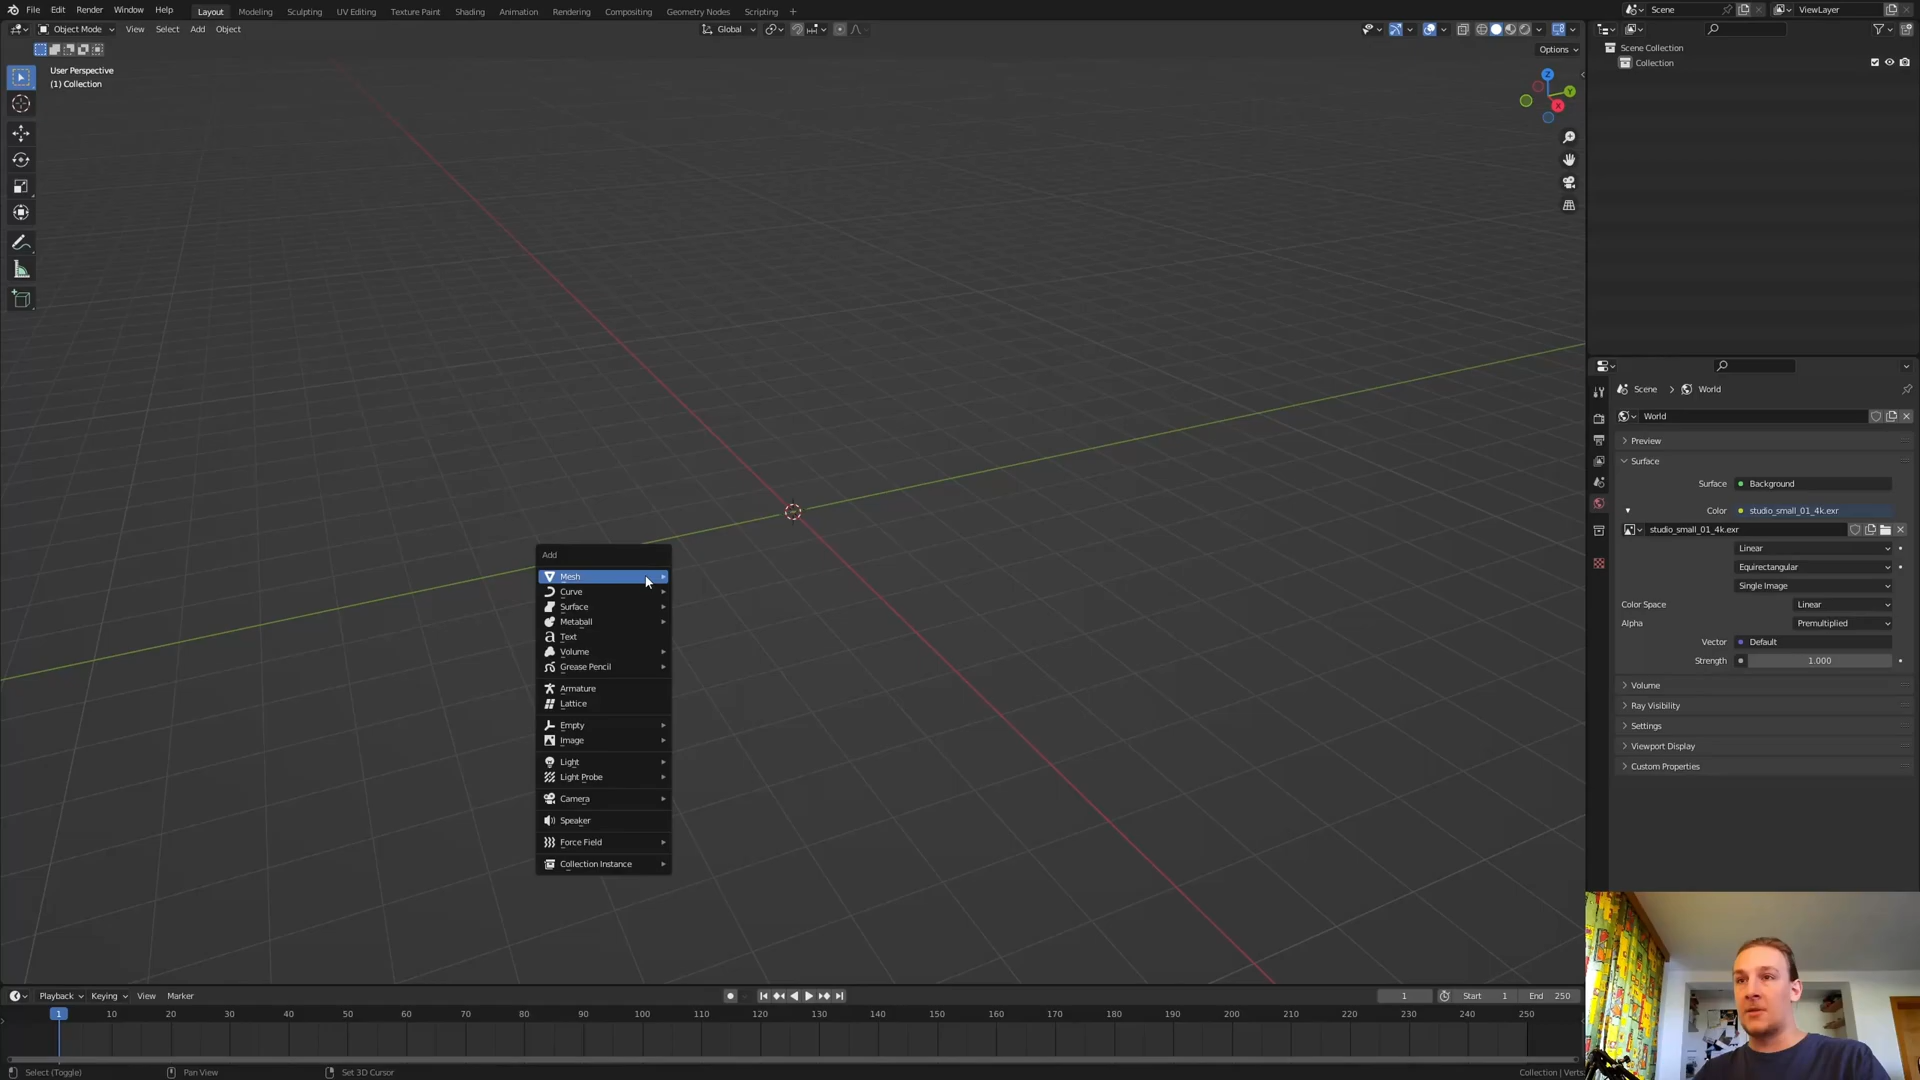 File Edit Render Window Help Layout Modeling Sculpting UV Editing Texture Paint Shading Animation Rendering Compositing Geometry Nodes Scripting + Scene ViewLayer
Object Mode View Select Add Object Global
Options
User Perspective
(1) Collection
Z
Y
X
Scene Collection
Collection
Add
Mesh
Curve
Surface
Metaball
Text
Volume
Grease Pencil
Armature
Lattice
Empty
Image
Light
Light Probe
Camera
Speaker
Force Field
Collection Instance
Scene > World
World
Preview
Surface
Surface Background
Color studio_small_01_4k.exr
studio_small_01_4k.exr
Linear
Equirectangular
Single Image
Color Space Linear
Alpha Premultiplied
Vector Default
Strength 1.000
Volume
Ray Visibility
Settings
Viewport Display
Custom Properties
Playback Keying View Marker 1 Start 1 End 250
1 10 20 30 40 50 60 70 80 90 100 110 120 130 140 150 160 170 180 190 200 210 220 230 240 250
Select (Toggle) Pan View Set 3D Cursor Collection | Verts